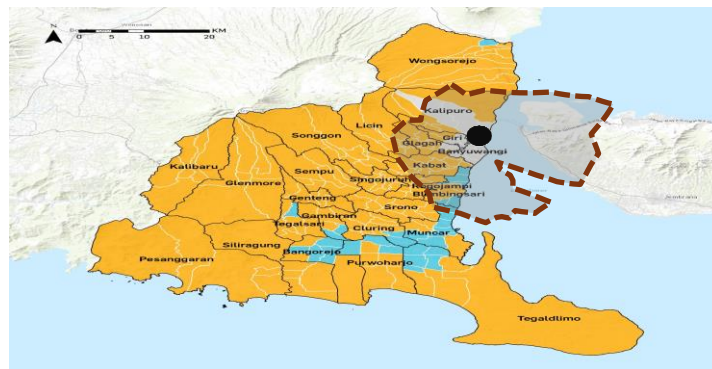 N
0 5 10 20 KM
Wongsorejo
Kalipuro
Licin
Giri
Songgon
Glagah
Banyuwangi
Kalibaru
Sempu
Kabat
Glenmore
Singojuruh
Rogojampi
Genteng
Blimbingsari
Gambiran
Srono
Tegalsari
Cluring
Muncar
Siliragung
Bangorejo
Pesanggaran
Purwoharjo
Tegaldlimo